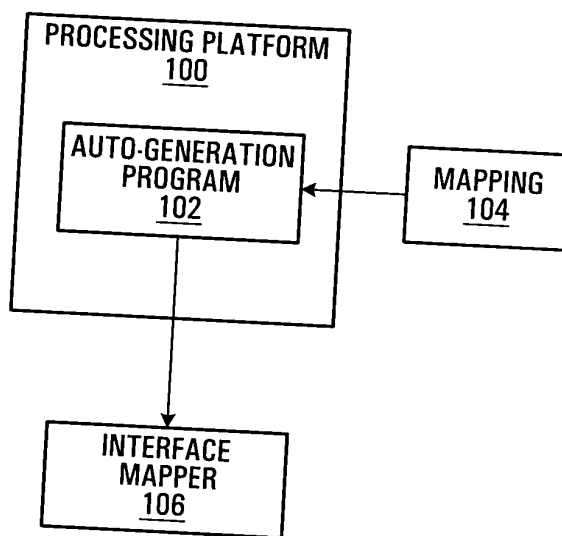 PROCESSING PLATFORM
100
AUTO-GENERATION
PROGRAM
102
MAPPING
104
INTERFACE
MAPPER
106